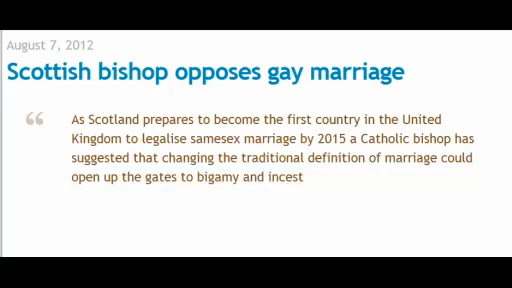 August 7, 2012
Scottish bishop opposes gay marriage
“
As Scotland prepares to become the first country in the United
Kingdom to legalise samesex marriage by 2015 a Catholic bishop has
suggested that changing the traditional definition of marriage could
open up the gates to bigamy and incest